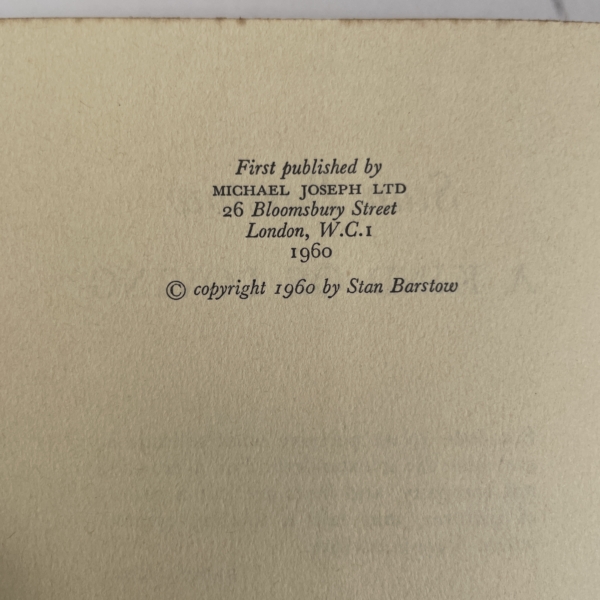 First published by
MICHAEL JOSEPH LTD
26 Bloomsbury Street
London, W.C.1
1960
© copyright 1960 by Stan Barstow